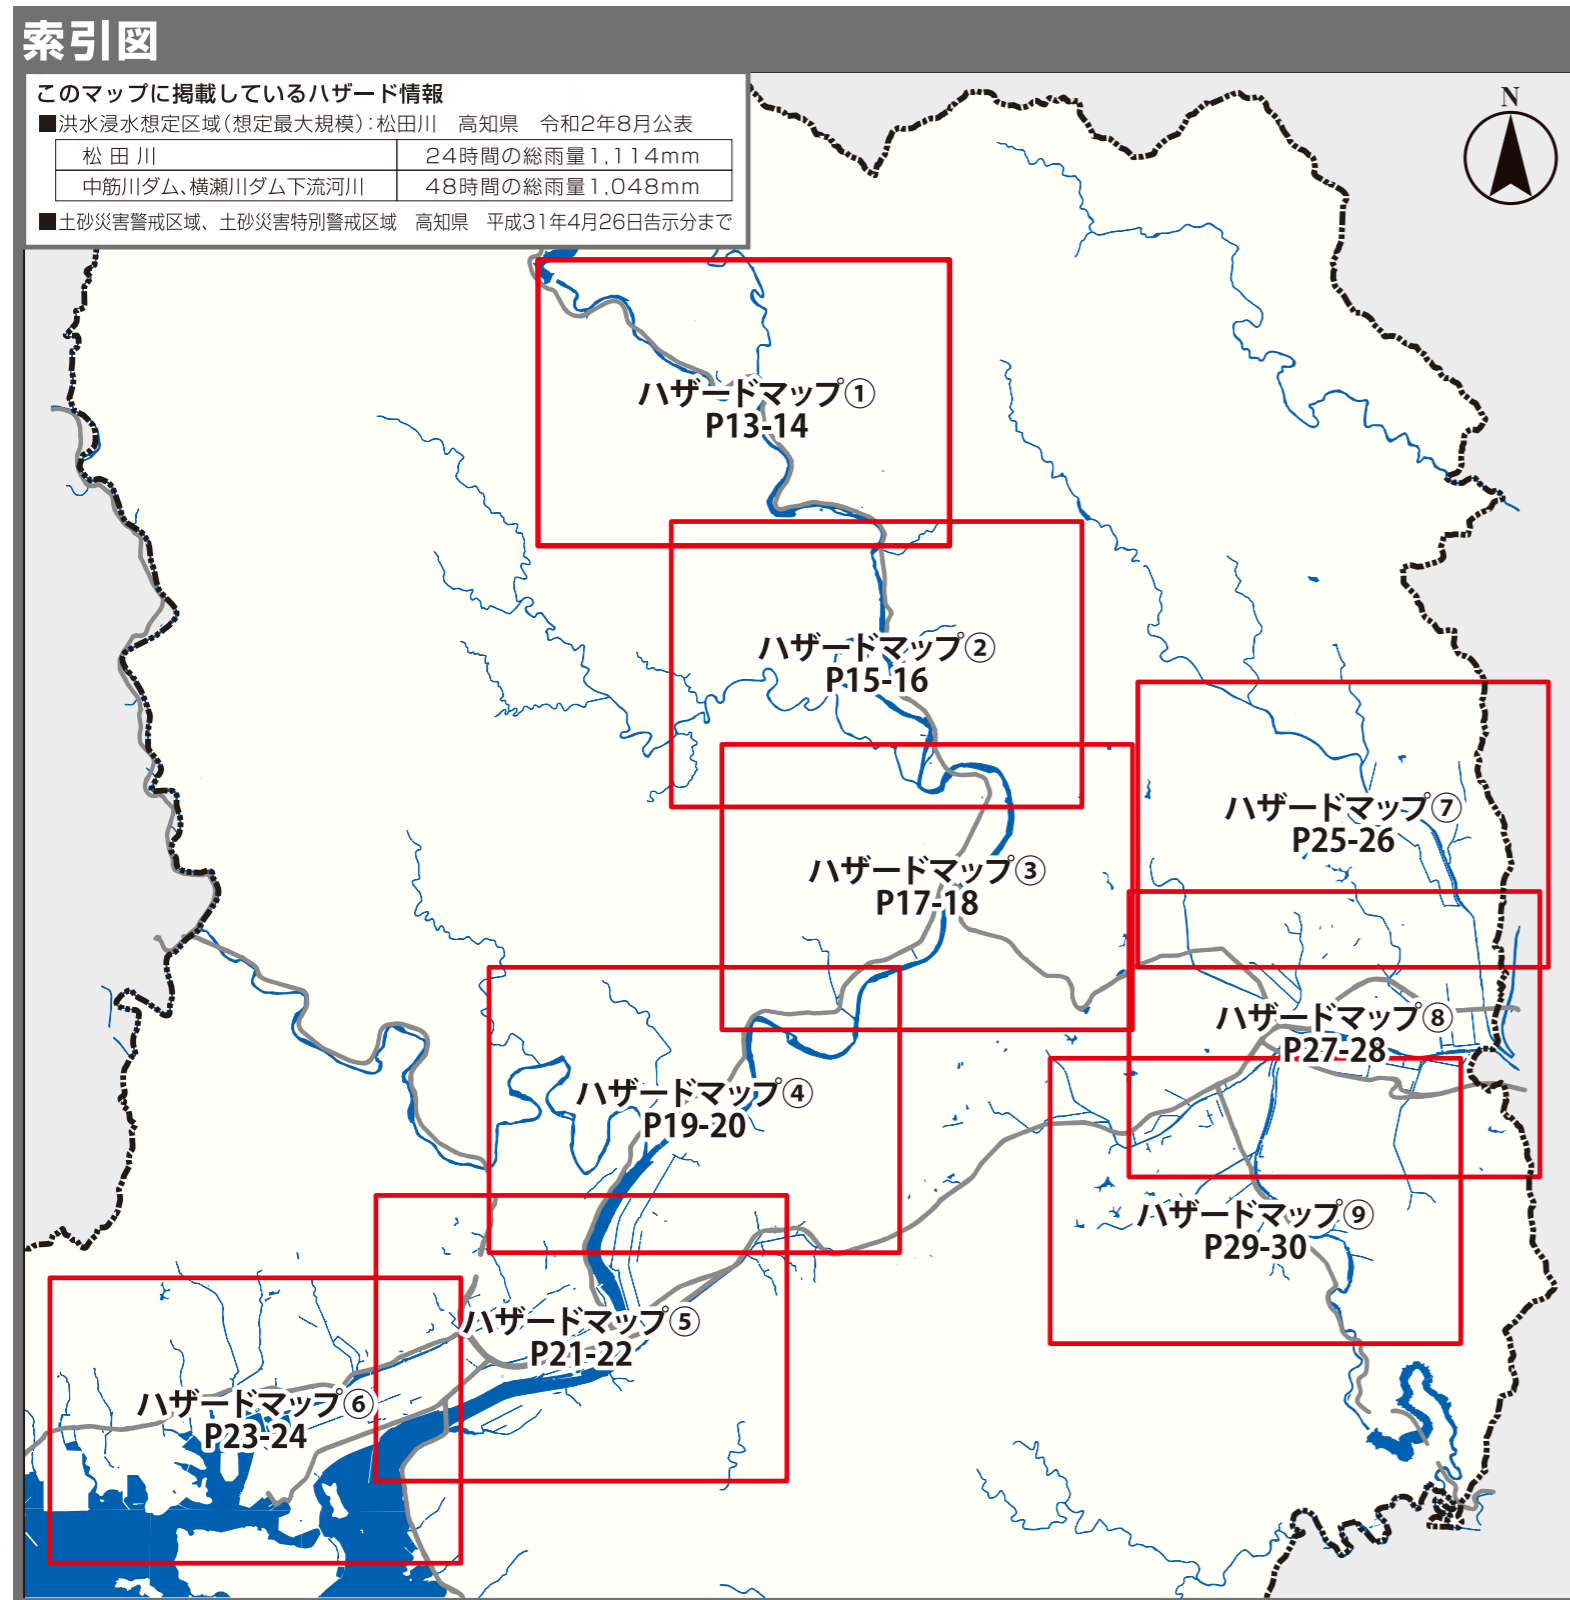 索引図
このマップに掲載しているハザード情報
■洪水浸水想定区域(想定最大規模):松田川　高知県　令和2年8月公表
松田川　24時間の総雨量1,114mm
中筋川ダム、横瀬川ダム下流河川　48時間の総雨量1,048mm
■土砂災害警戒区域、土砂災害特別警戒区域　高知県　平成31年4月26日告示分まで
N
ハザードマップ①
P13-14
ハザードマップ②
P15-16
ハザードマップ③
P17-18
ハザードマップ⑦
P25-26
ハザードマップ⑧
P27-28
ハザードマップ④
P19-20
ハザードマップ⑨
P29-30
ハザードマップ⑤
P21-22
ハザードマップ⑥
P23-24